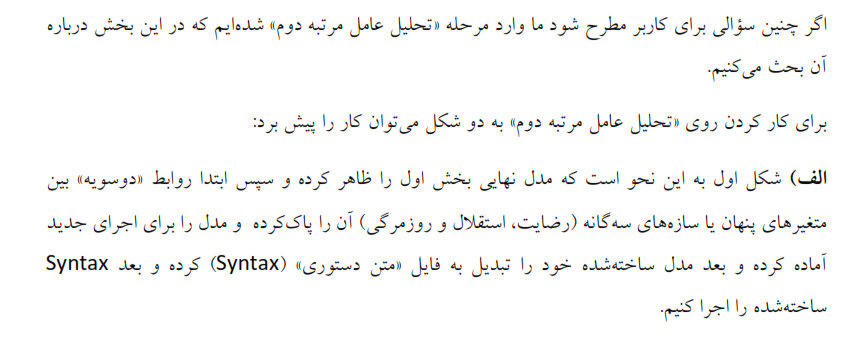 اگر چنین سؤالی برای کاربر مطرح شود ما وارد مرحله «تحلیل عامل مرتبه دوم» شده‌ایم که در این بخش درباره
آن بحث می‌کنیم.
برای کار کردن روی «تحلیل عامل مرتبه دوم» به دو شکل می‌توان کار را پیش برد:
الف) شکل اول به این نحو است که مدل نهایی بخش اول را ظاهر کرده و سپس ابتدا روابط «دوسویه» بین
متغیرهای پنهان یا سازه‌های سه‌گانه (رضایت، استقلال و روزمرگی) آن را پاک‌کرده و مدل را برای اجرای جدید
آماده کرده و بعد مدل ساخته‌شده خود را تبدیل به فایل «متن دستوری» (Syntax) کرده و بعد Syntax
ساخته‌شده را اجرا کنیم.